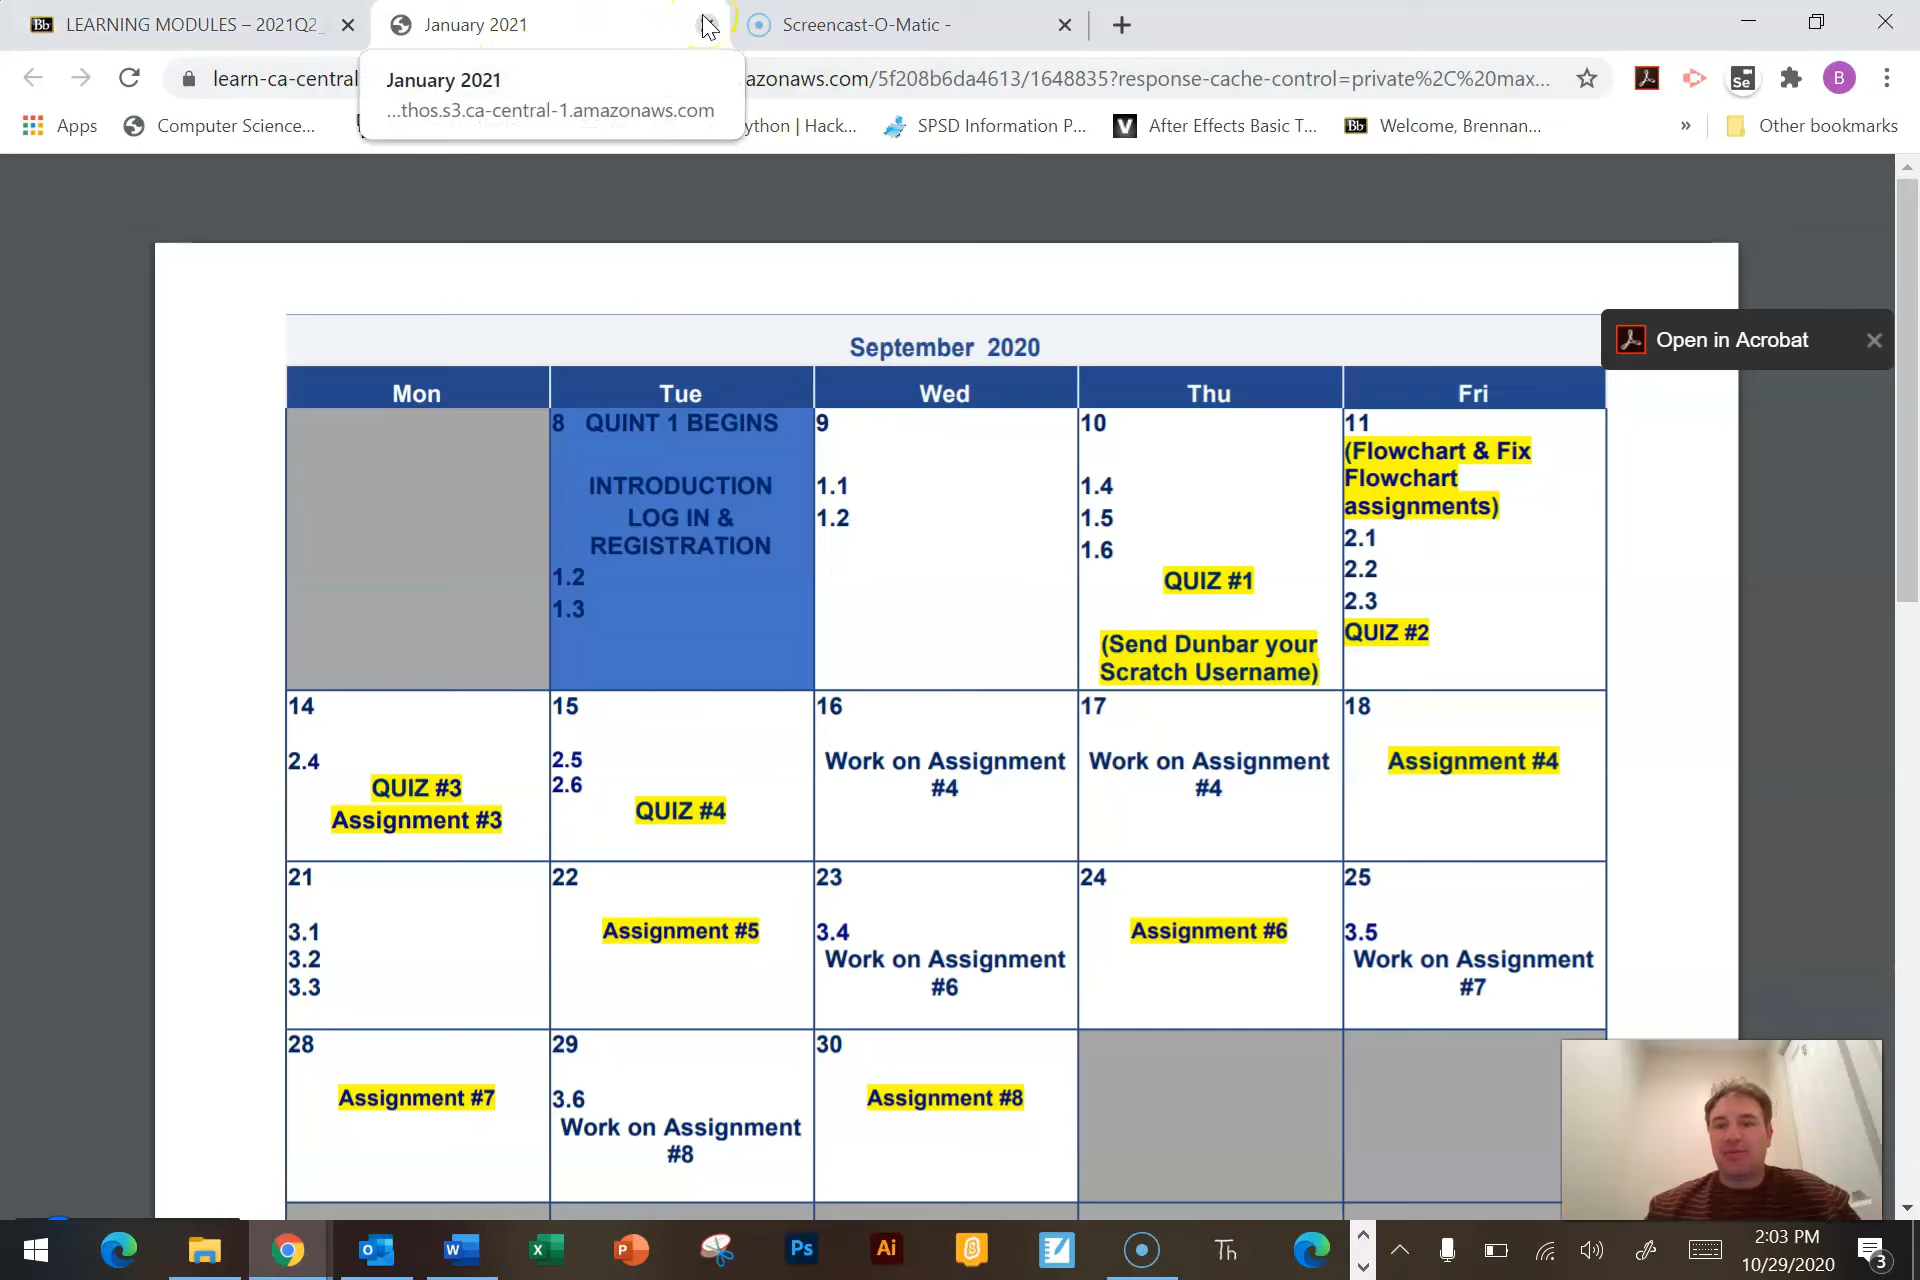 LEARNING MODULES – 2021Q2_
January 2021
Screencast-O-Matic -
learn-ca-central
azonaws.com/5f208b6da4613/1648835?response-cache-control=private%2C%20max...
B
January 2021
...thos.s3.ca-central-1.amazonaws.com
Apps
Computer Science...
ython | Hack...
SPSD Information P...
After Effects Basic T...
Welcome, Brennan...
»
Other bookmarks
Open in Acrobat
September 2020
Mon Tue Wed Thu Fri
8 QUINT 1 BEGINS
INTRODUCTION
LOG IN &
REGISTRATION
1.2
1.3
9
1.1
1.2
10
1.4
1.5
1.6
QUIZ #1
(Send Dunbar your
Scratch Username)
11
(Flowchart & Fix
Flowchart
assignments)
2.1
2.2
2.3
QUIZ #2
14
2.4
QUIZ #3
Assignment #3
15
2.5
2.6
QUIZ #4
16
Work on Assignment
#4
17
Work on Assignment
#4
18
Assignment #4
21
3.1
3.2
3.3
22
Assignment #5
23
3.4
Work on Assignment
#6
24
Assignment #6
25
3.5
Work on Assignment
#7
28
Assignment #7
29
3.6
Work on Assignment
#8
30
Assignment #8
Ps
Ai
Th
2:03 PM
10/29/2020
3